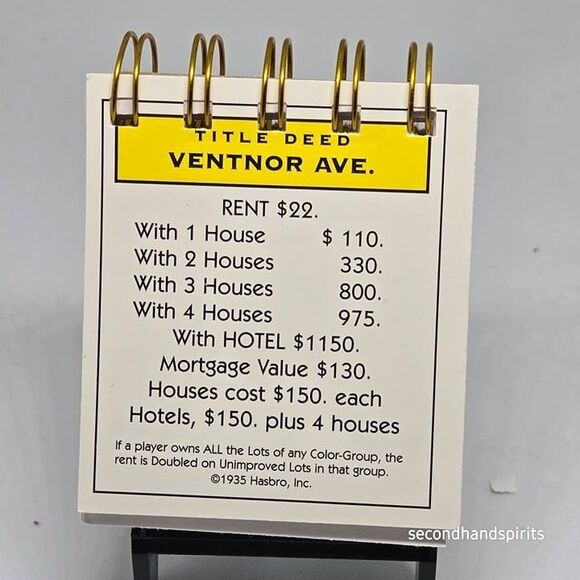 TITLE DEED
VENTNOR AVE.
RENT $22.
With 1 House $ 110.
With 2 Houses 330.
With 3 Houses 800.
With 4 Houses 975.
With HOTEL $1150.
Mortgage Value $130.
Houses cost $150. each
Hotels, $150. plus 4 houses
If a player owns ALL the Lots of any Color-Group, the
rent is Doubled on Unimproved Lots in that group.
©1935 Hasbro, Inc.
secondhandspirits